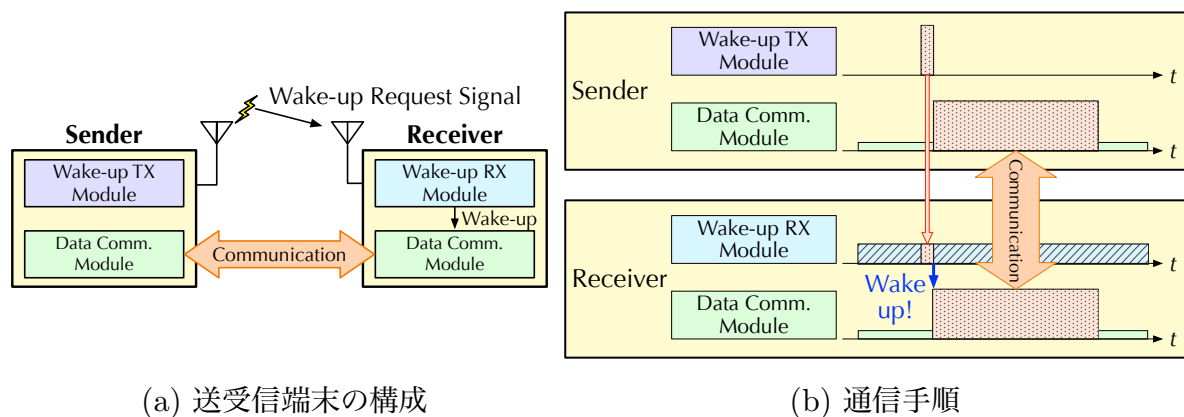 Wake-up Request Signal
Sender
Receiver
Wake-up TX
Module
Wake-up RX
Module
Wake-up
Data Comm.
Module
Communication
Data Comm.
Module
(a) 送受信端末の構成
Sender
Wake-up TX
Module
t
Data Comm.
Module
t
Communication
Receiver
Wake-up RX
Module
t
Wake
up!
Data Comm.
Module
t
(b) 通信手順